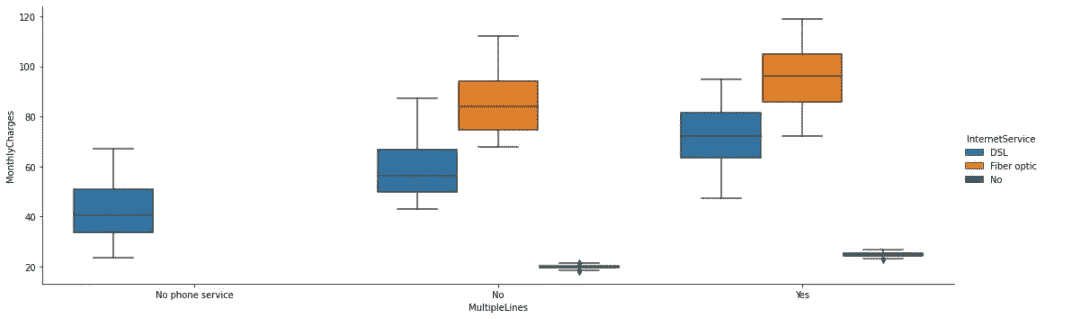 120
100
80
60
40
20
MonthlyCharges
No phone service
No
Yes
MultipleLines
InternetService
DSL
Fiber optic
No